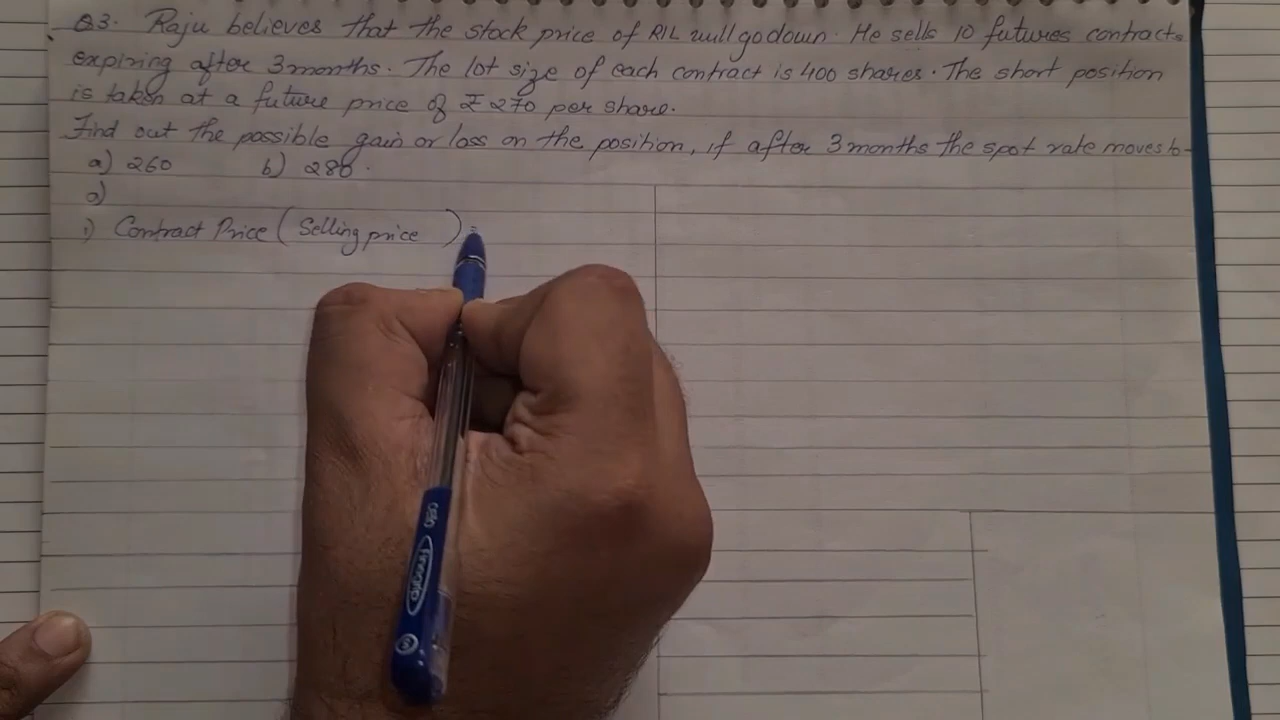 Q3. Raju believes that the stock price of RIL will go down. He sells 10 futures contracts
expiring after 3 months. The lot size of each contract is 400 shares. The short position
is taken at a future price of ₹ 270 per share.
Find out the possible gain or loss on the position, if after 3 months the spot rate moves to-
a) 260 b) 280.
a)
i) Contract Price (Selling price ) =
cello
finegrip